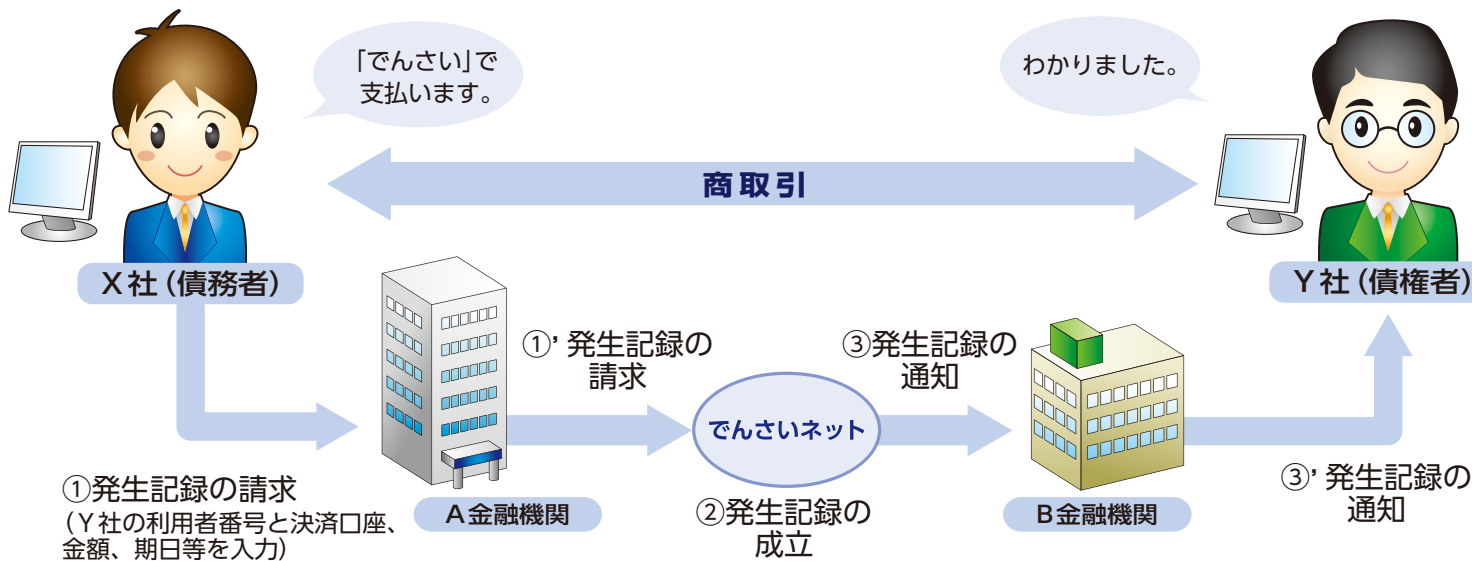 「でんさい」で
支払います。
わかりました。
商取引
X社（債務者）
Y社（債権者）
①’発生記録の
請求
③発生記録の
通知
でんさいネット
①発生記録の請求
（Y社の利用者番号と決済口座、
金額、期日等を入力）
A金融機関
②発生記録の
成立
B金融機関
③’発生記録の
通知